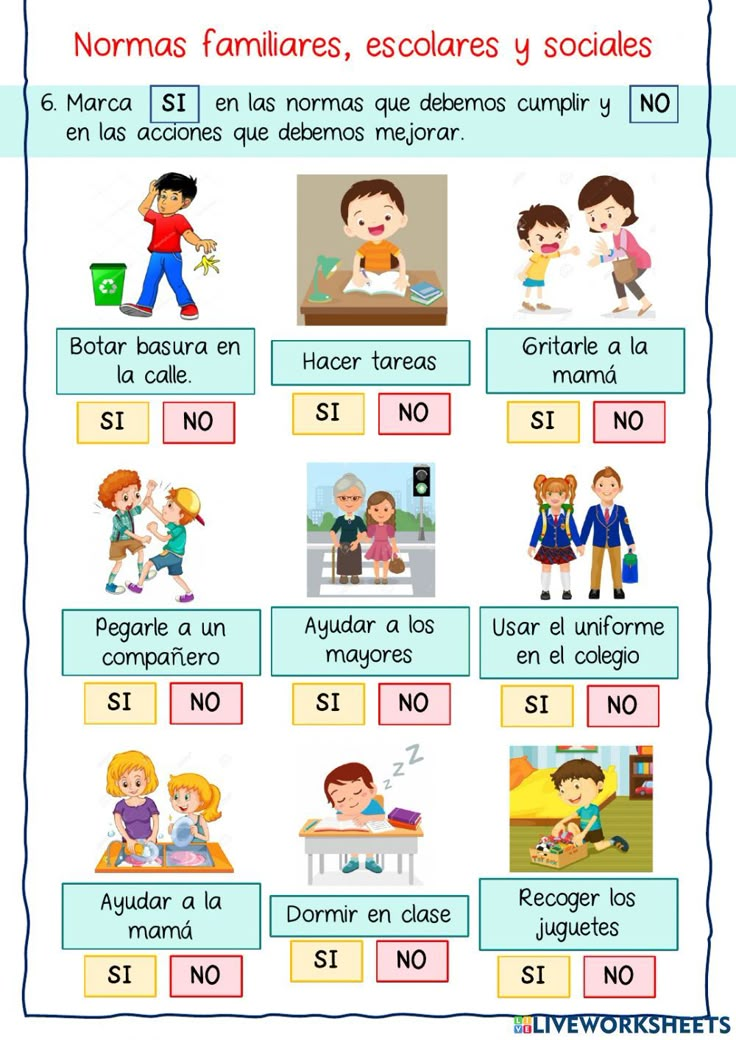 Normas familiares, escolares y sociales
6. Marca SI en las normas que debemos cumplir y NO
en las acciones que debemos mejorar.
Botar basura en
la calle.
SI NO
Hacer tareas
SI NO
Gritarle a la
mamá
SI NO
Pegarle a un
compañero
SI NO
Ayudar a los
mayores
SI NO
Usar el uniforme
en el colegio
SI NO
Ayudar a la
mamá
SI NO
Dormir en clase
SI NO
TOY BOX
Recoger los
juguetes
SI NO
LIVE LIVEWORKSHEETS